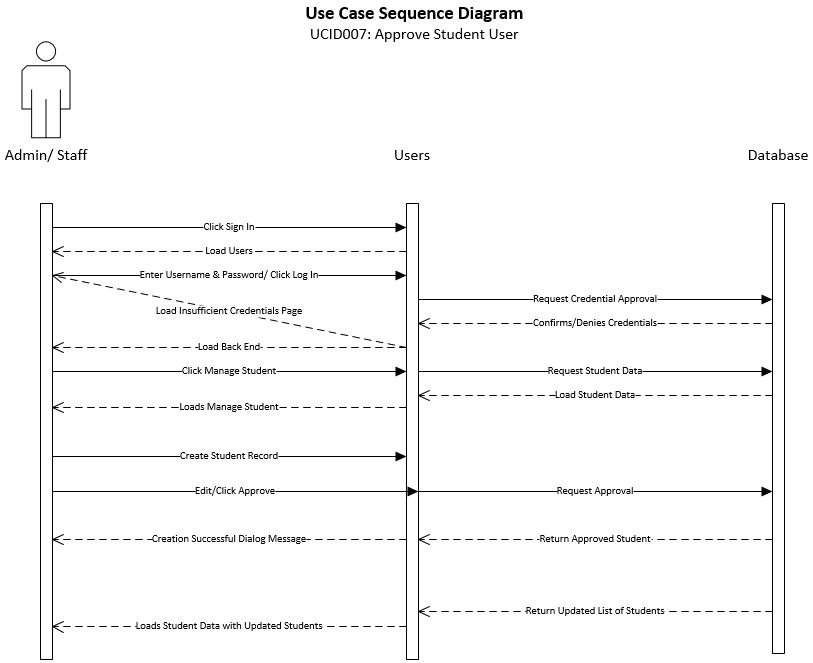 Use Case Sequence Diagram
UCID007: Approve Student User
Admin/ Staff
Users
Database
Click Sign In
Load Users
Enter Username & Password/ Click Log In
Request Credential Approval
Load Insufficient Credentials Page
Confirms/Denies Credentials
Load Back End
Click Manage Student
Request Student Data
Load Student Data
Loads Manage Student
Create Student Record
Edit/Click Approve
Request Approval
Creation Successful Dialog Message
Return Approved Student
Return Updated List of Students
Loads Student Data with Updated Students